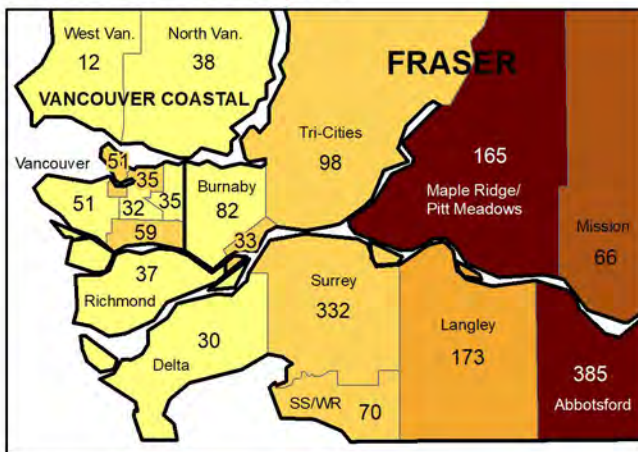 West Van.
12
North Van.
38
VANCOUVER COASTAL
FRASER
Tri-Cities
98
165
Maple Ridge/
Pitt Meadows
Mission
66
Vancouver
51
35
51
32
35
59
Burnaby
82
33
37
Richmond
30
Delta
Surrey
332
SS/WR
70
Langley
173
385
Abbotsford